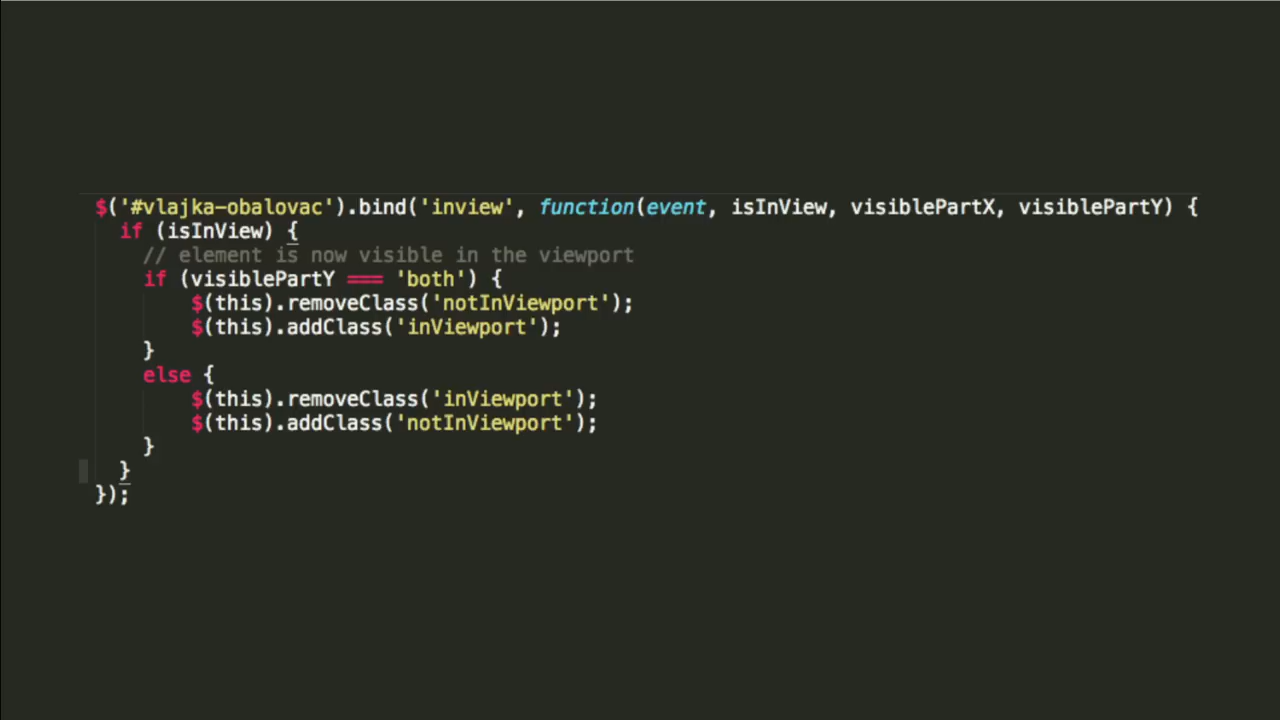 $('#vlajka-obalovac').bind('inview', function(event, isInView, visiblePartX, visiblePartY) {
if (isInView) {
// element is now visible in the viewport
if (visiblePartY === 'both') {
$(this).removeClass('notInViewport');
$(this).addClass('inViewport');
}
else {
$(this).removeClass('inViewport');
$(this).addClass('notInViewport');
}
}
});